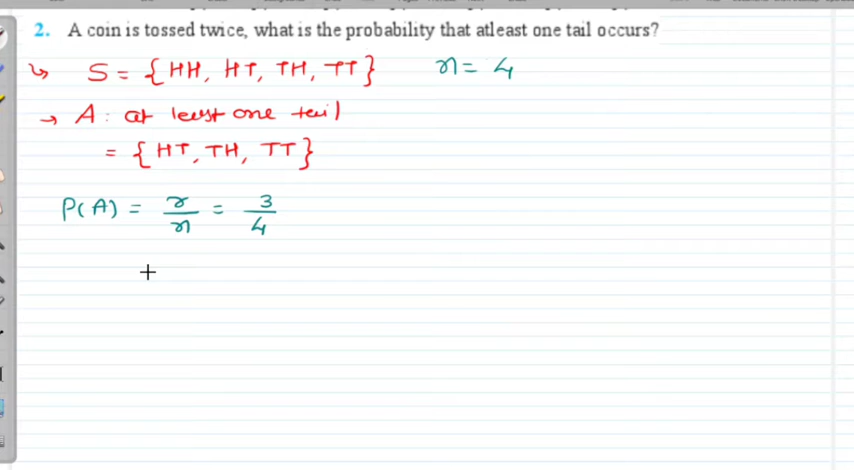 2. A coin is tossed twice, what is the probability that atleast one tail occurs?
↳ S = {HH, HT, TH, TT} n = 4
→ A : at least one tail
= {HT, TH, TT}
P(A) = r/n = 3/4